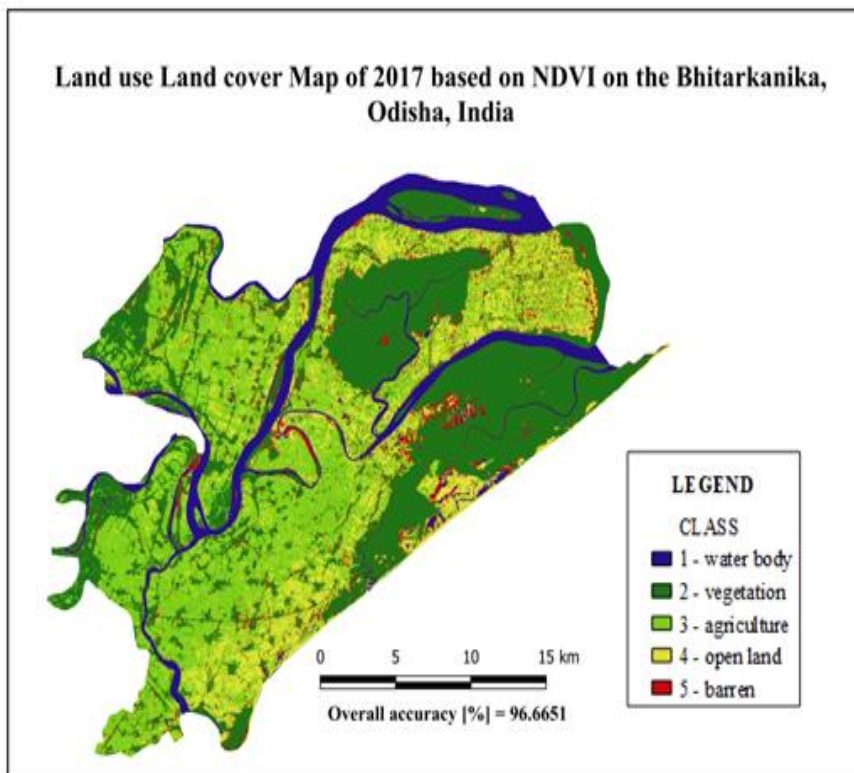 Land use Land cover Map of 2017 based on NDVI on the Bhitarkanika,
Odisha, India
LEGEND
CLASS
1 - water body
2 - vegetation
3 - agriculture
4 - open land
5 - barren
0 5 10 15 km
Overall accuracy [%] = 96.6651